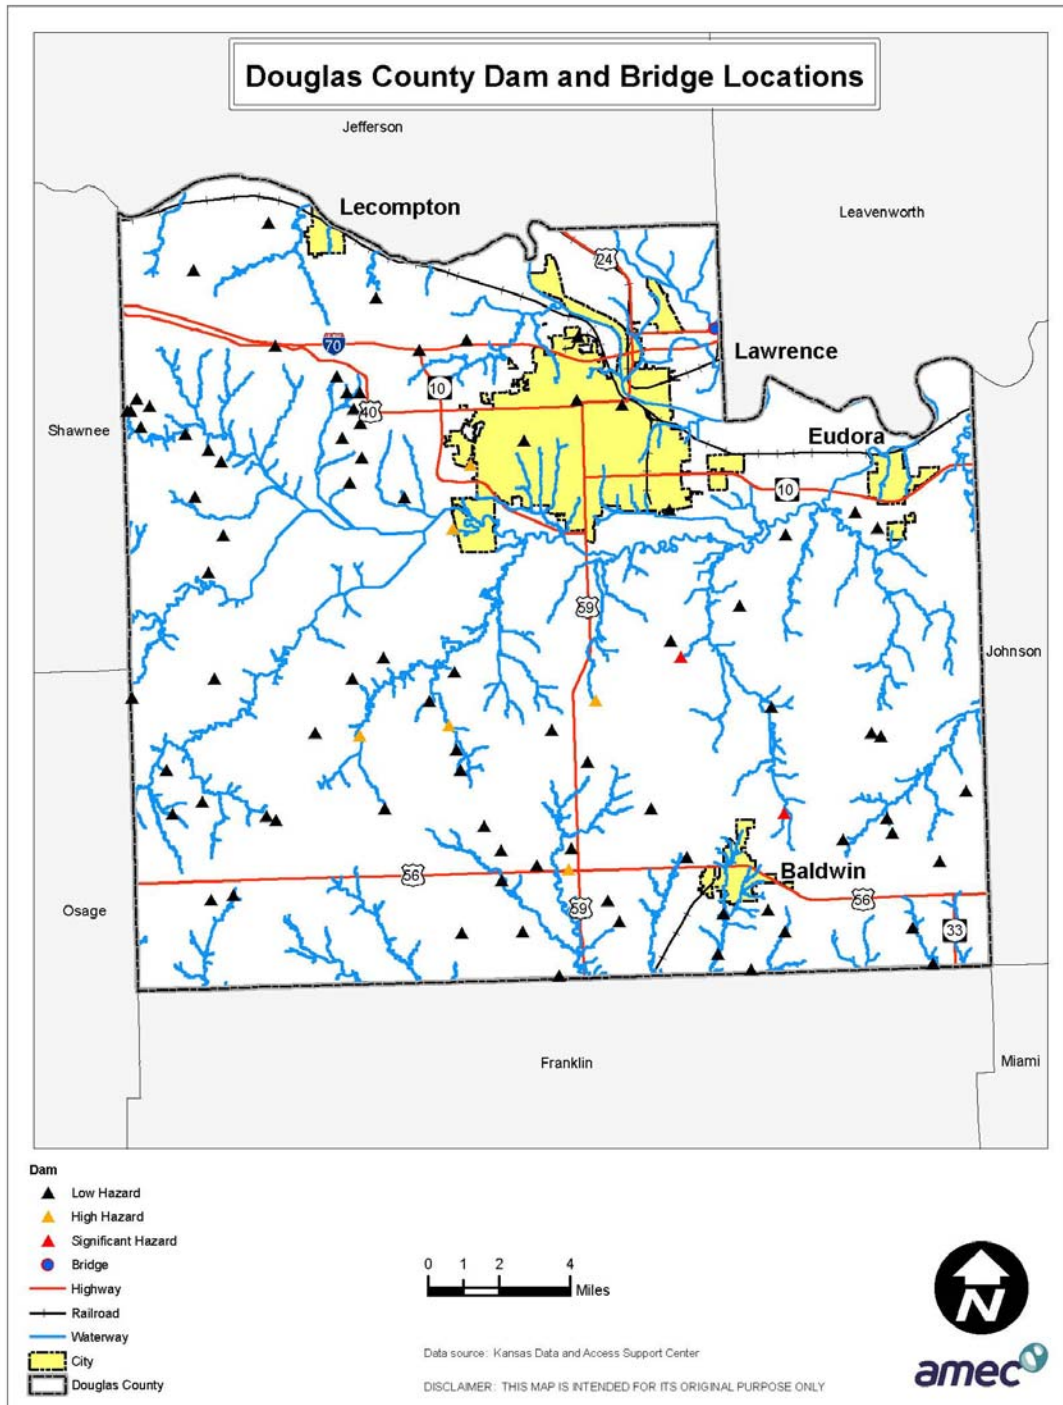 Douglas County Dam and Bridge Locations
Jefferson
Leavenworth
Lecompton
24
70
Lawrence
10
40
Shawnee
Eudora
10
59
Johnson
Baldwin
56
56
59
Osage
33
Franklin
Miami
Dam
Low Hazard
High Hazard
Significant Hazard
Bridge
Highway
Railroad
Waterway
City
Douglas County
0 1 2 4
Miles
Data source: Kansas Data and Access Support Center
DISCLAIMER: THIS MAP IS INTENDED FOR ITS ORIGINAL PURPOSE ONLY
N
amec